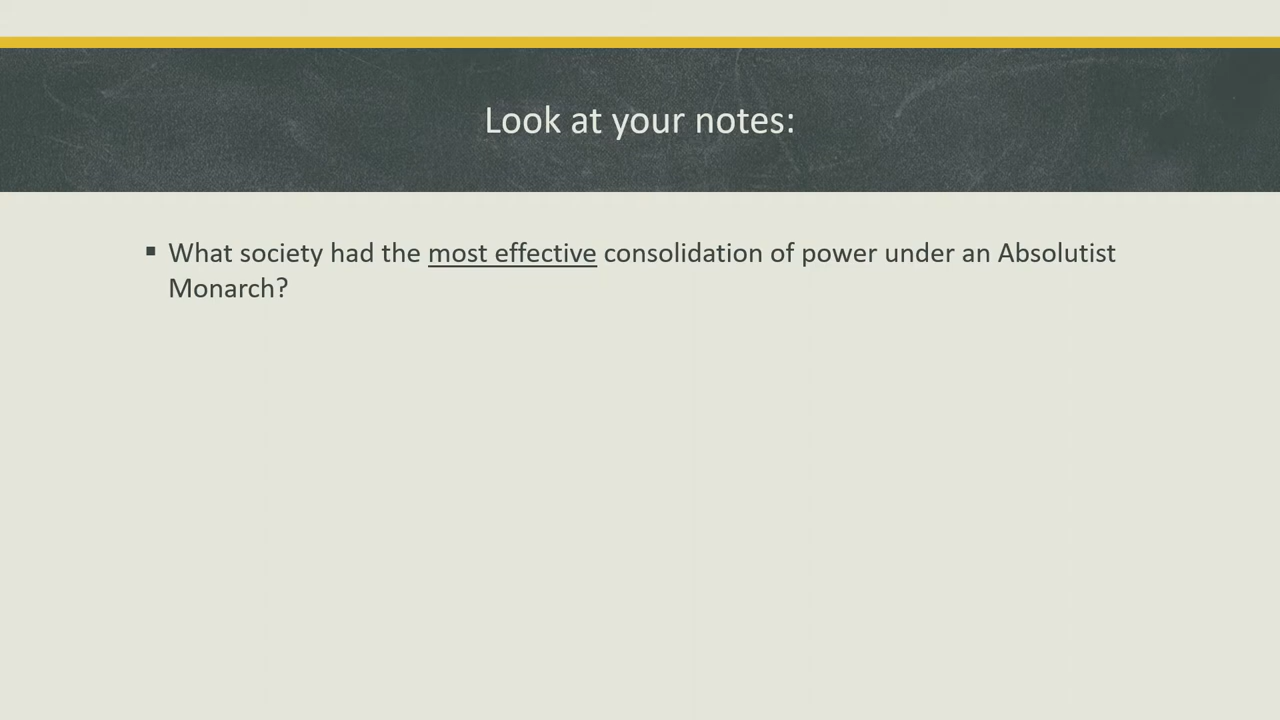 Look at your notes:
▪ What society had the most effective consolidation of power under an Absolutist
Monarch?